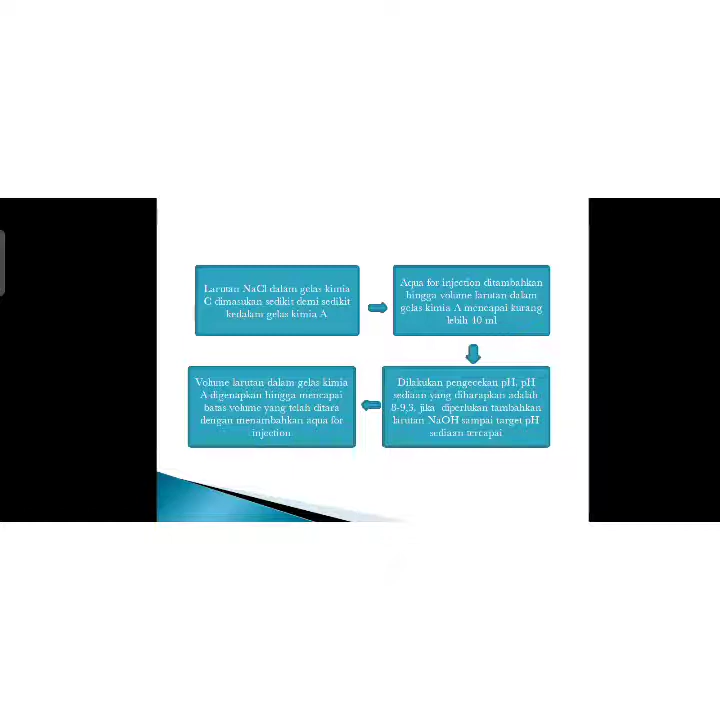 Larutan NaCl dalam gelas kimia
C dimasukan sedikit demi sedikit
kedalam gelas kimia A
Aqua for injection ditambahkan
hingga volume larutan dalam
gelas kimia A mencapai kurang
lebih 40 ml
Dilakukan pengecekan pH. pH
sediaan yang diharapkan adalah
8-9,3. jika diperlukan tambahkan
larutan NaOH sampai target pH
sediaan tercapai
Volume larutan dalam gelas kimia
A digenapkan hingga mencapai
batas volume yang telah ditara
dengan menambahkan aqua for
injection